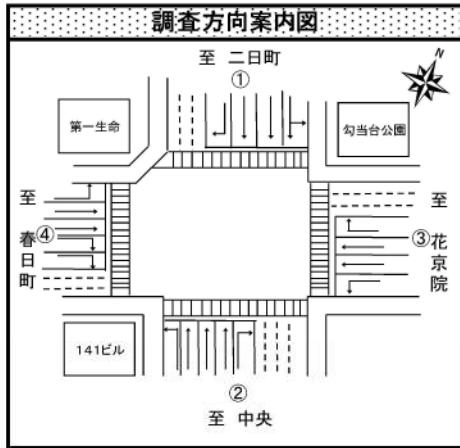 調査方向案内図
至 二日町
①
N
第一生命
勾当台公園
至 春日町
④
③
至 花京院
141ビル
②
至 中央